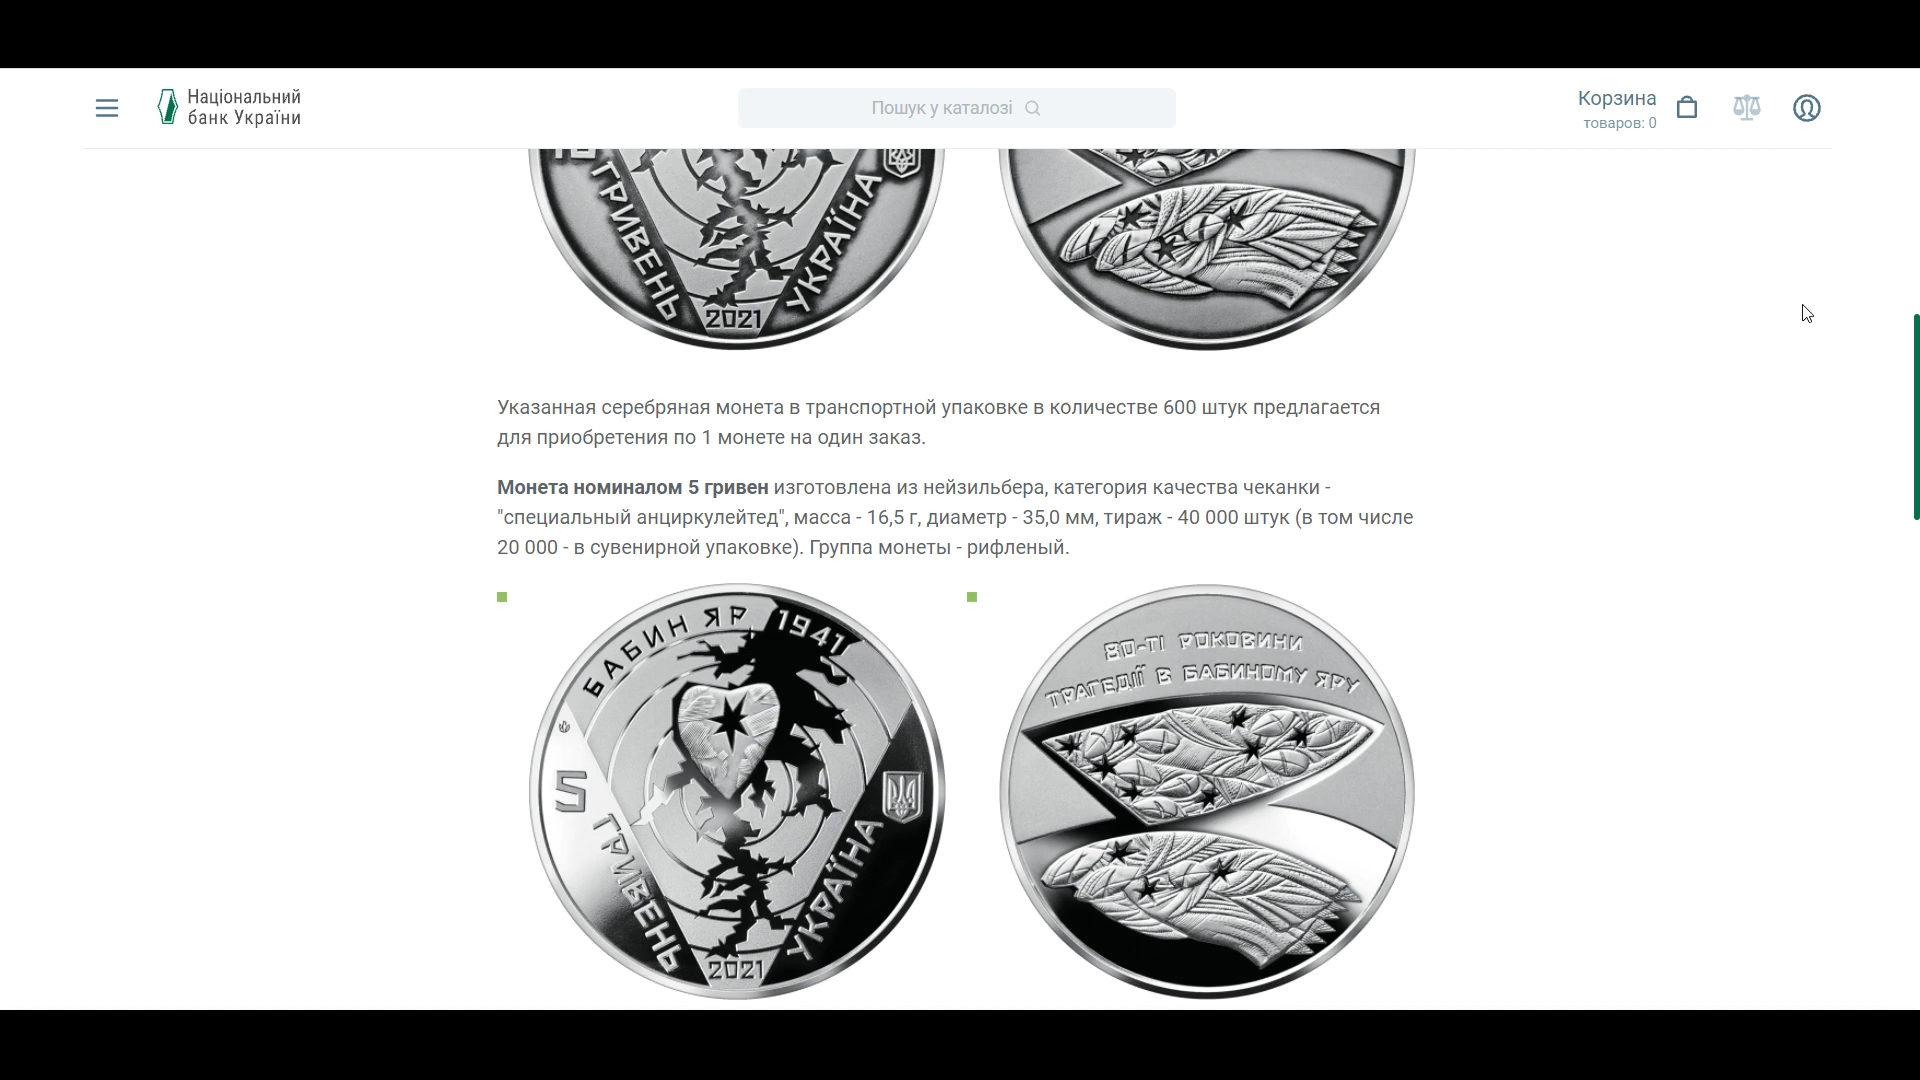 Національний
банк України
Пошук у каталозі
Корзина
товаров: 0
ГРИВЕНЬ
УКРАЇНА
2021
Указанная серебряная монета в транспортной упаковке в количестве 600 штук предлагается
для приобретения по 1 монете на один заказ.
Монета номиналом 5 гривен изготовлена из нейзильбера, категория качества чеканки -
"специальный анциркулейтед", масса - 16,5 г, диаметр - 35,0 мм, тираж - 40 000 штук (в том числе
20 000 - в сувенирной упаковке). Группа монеты - рифленый.
БАБИН ЯР 1941
5
ГРИВЕНЬ
УКРАЇНА
2021
80-ТІ РОКОВИНИ
ТРАГЕДІЇ В БАБИНОМУ ЯРУ